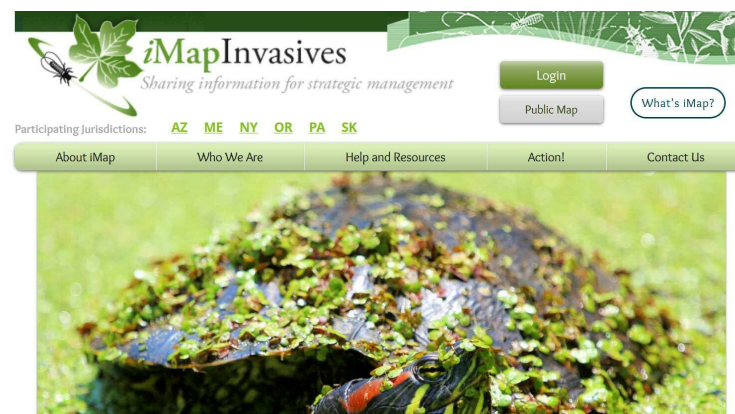 iMapInvasives
Sharing information for strategic management
Login
Public Map
What's iMap?
Participating Jurisdictions: AZ ME NY OR PA SK
About iMap Who We Are Help and Resources Action! Contact Us